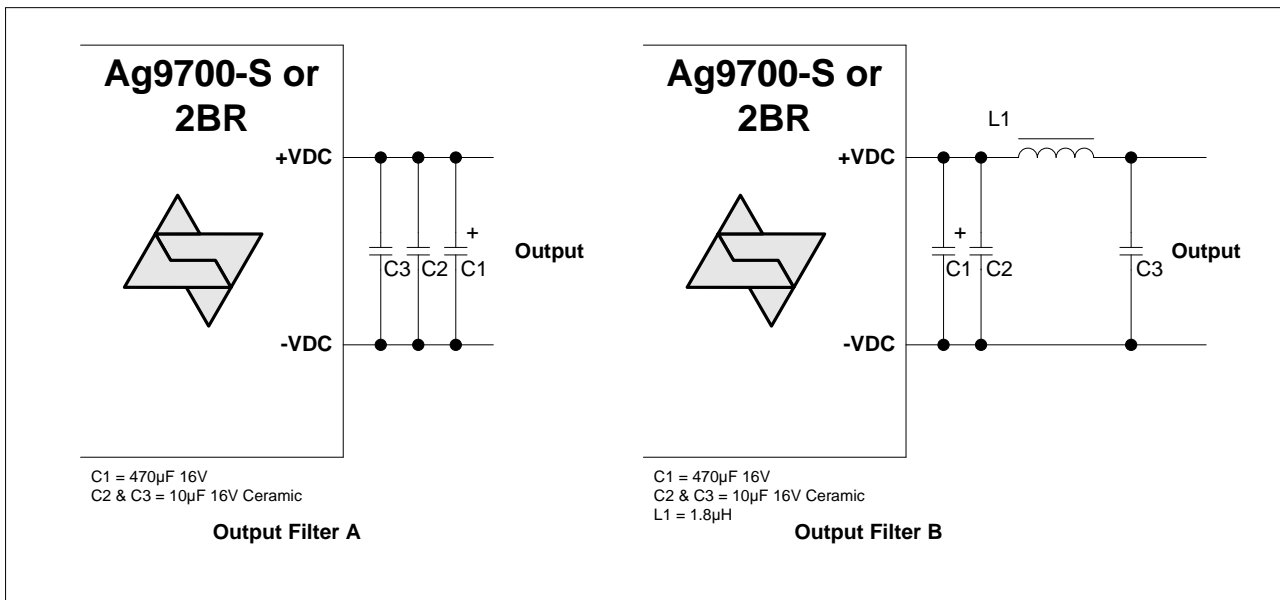 Ag9700-S or
2BR
+VDC
C3
C2
C1
+
Output
-VDC
C1 = 470µF 16V
C2 & C3 = 10µF 16V Ceramic
Output Filter A
Ag9700-S or
2BR
L1
+VDC
C1
+
C2
C3
Output
-VDC
C1 = 470µF 16V
C2 & C3 = 10µF 16V Ceramic
L1 = 1.8µH
Output Filter B